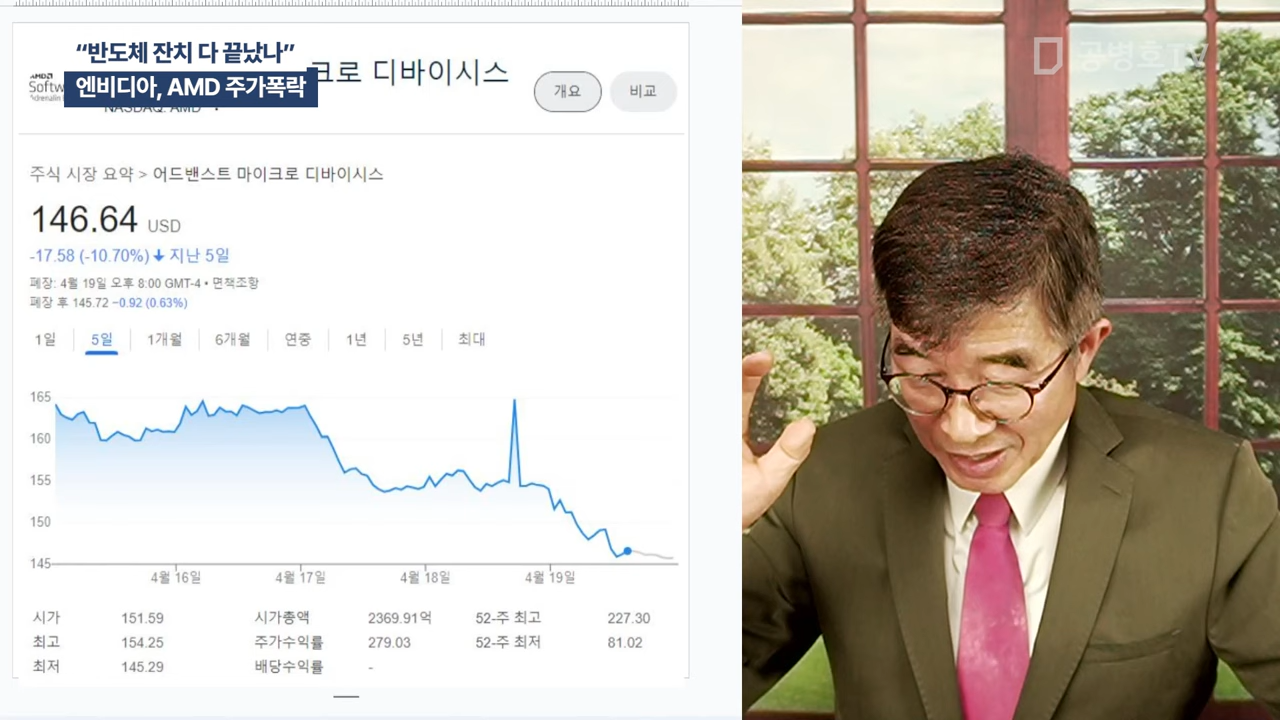 “반도체 잔치 다 끝났나”
엔비디아, AMD 주가폭락
크로 디바이시스
AMD
Softw
Adrenalin
NASDAQ: AMD
개요
비교
공병호TV
주식 시장 요약 > 어드밴스트 마이크로 디바이시스
146.64 USD
-17.58 (-10.70%) ↓ 지난 5일
폐장: 4월 19일 오후 8:00 GMT-4 • 면책조항
폐장 후 145.72 −0.92 (0.63%)
1일 5일 1개월 6개월 연중 1년 5년 최대
165
160
155
150
145
4월 16일 4월 17일 4월 18일 4월 19일
시가 151.59 시가총액 2369.91억 52-주 최고 227.30
최고 154.25 주가수익률 279.03 52-주 최저 81.02
최저 145.29 배당수익률 -